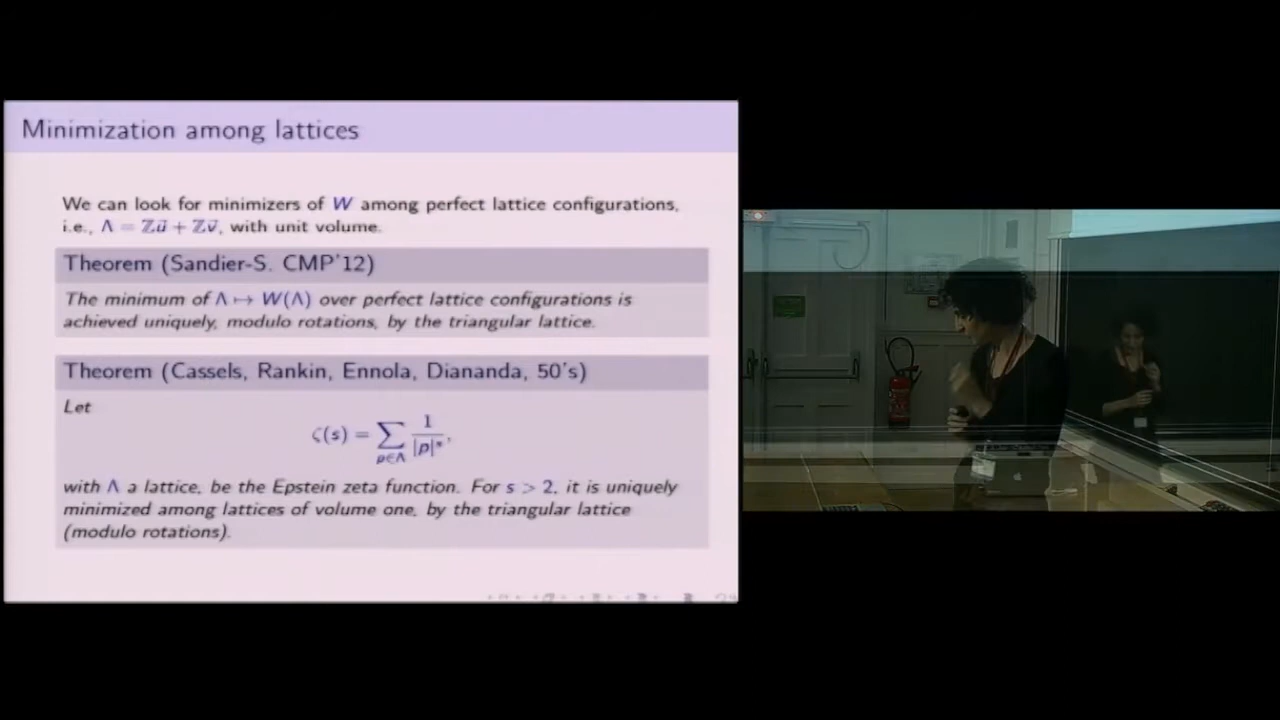 Minimization among lattices
We can look for minimizers of W among perfect lattice configurations,
i.e., Λ = ℤu⃗ + ℤv⃗, with unit volume.
Theorem (Sandier-S. CMP'12)
The minimum of Λ ↦ W(Λ) over perfect lattice configurations is
achieved uniquely, modulo rotations, by the triangular lattice.
Theorem (Cassels, Rankin, Ennola, Diananda, 50's)
Let
ζ(s) = ∑_{p∈Λ} 1/|p|^s,
with Λ a lattice, be the Epstein zeta function. For s > 2, it is uniquely
minimized among lattices of volume one, by the triangular lattice
(modulo rotations).